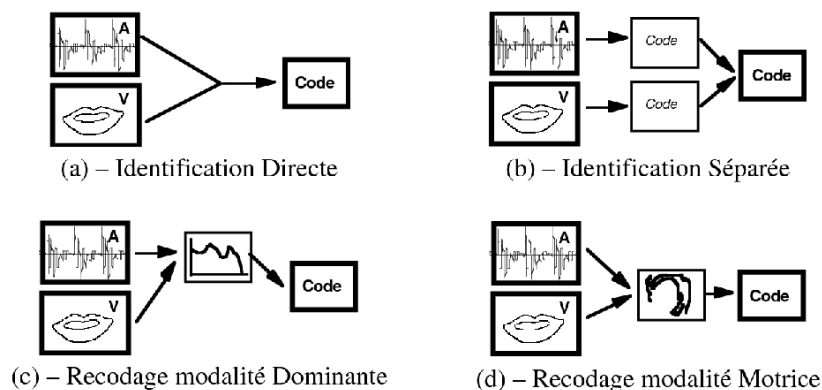 A
V
Code
(a) – Identification Directe
A
V
Code
Code
Code
(b) – Identification Séparée
A
V
Code
(c) – Recodage modalité Dominante
A
V
Code
(d) – Recodage modalité Motrice